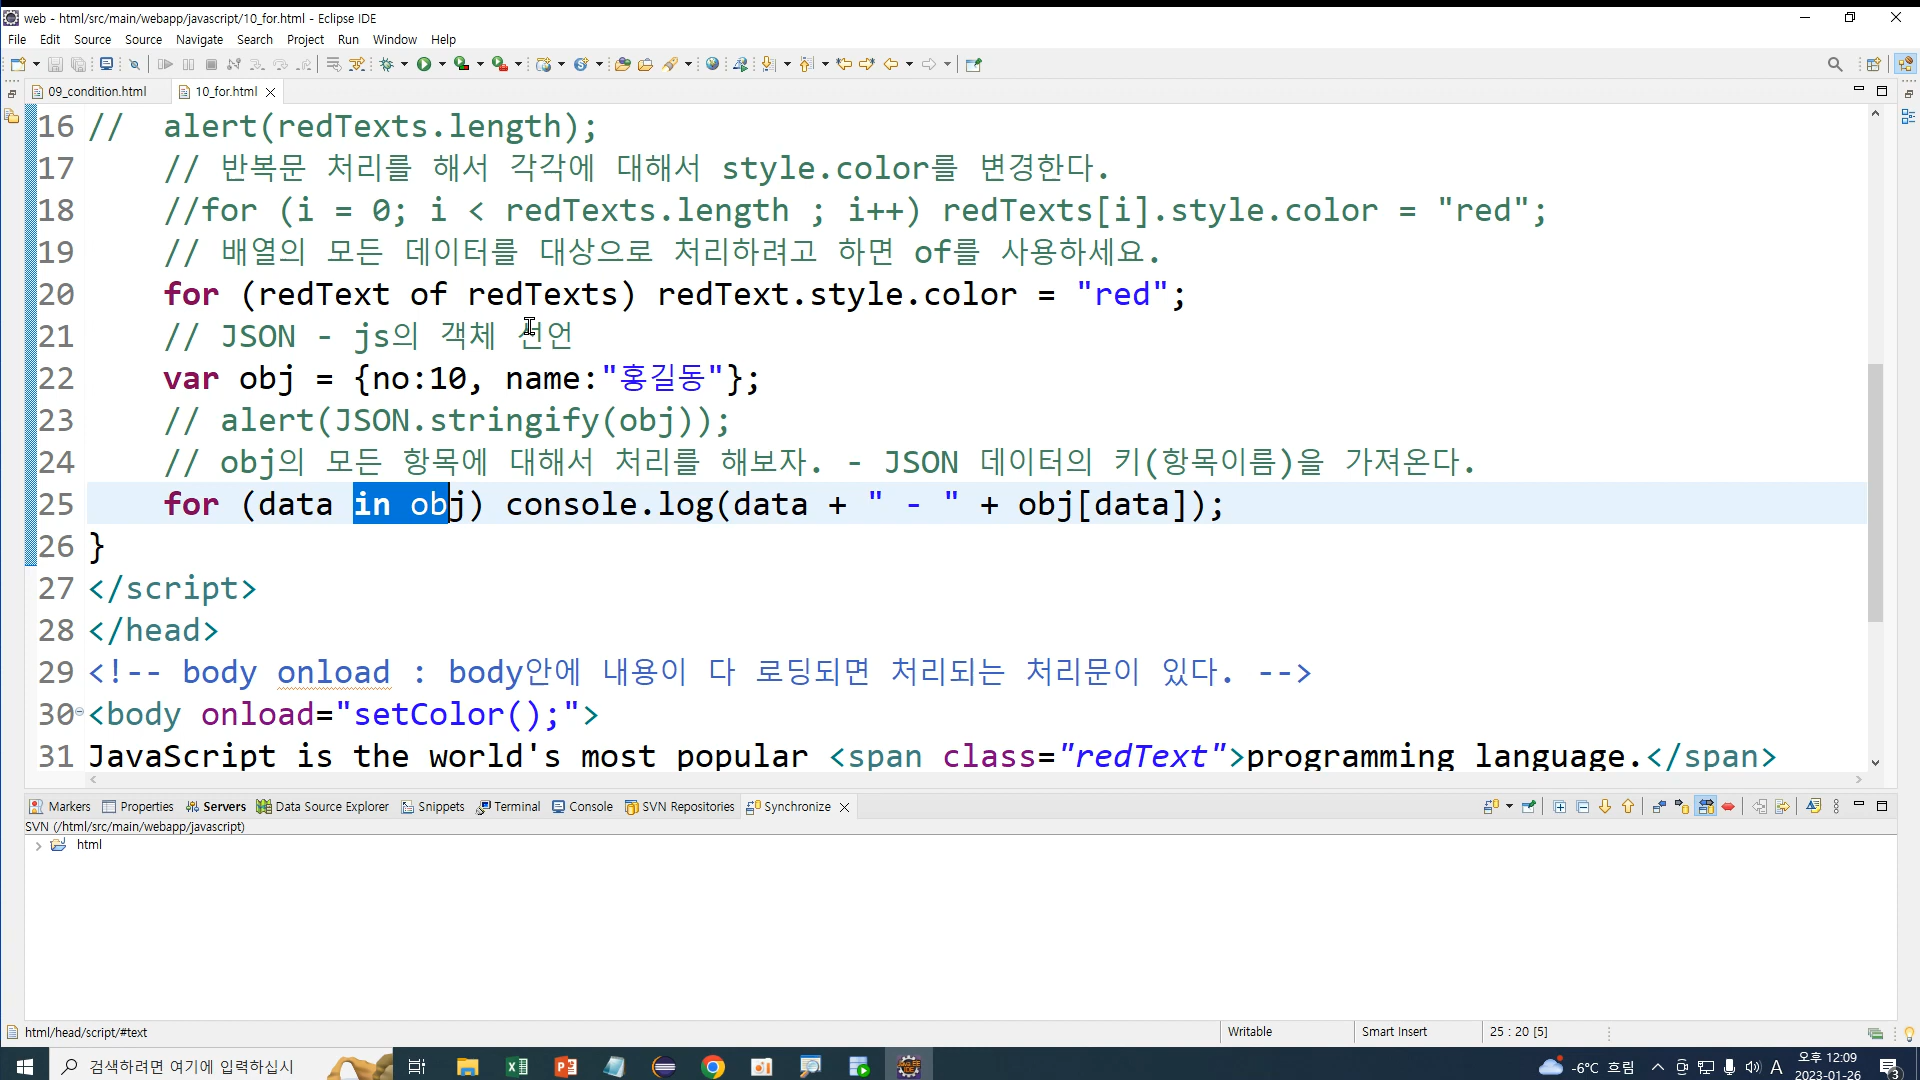 web - html/src/main/webapp/javascript/10_for.html - Eclipse IDE
File Edit Source Source Navigate Search Project Run Window Help
09_condition.html 10_for.html
16 // alert(redTexts.length);
17 // 반복문 처리를 해서 각각에 대해서 style.color를 변경한다.
18 //for (i = 0; i < redTexts.length ; i++) redTexts[i].style.color = "red";
19 // 배열의 모든 데이터를 대상으로 처리하려고 하면 of를 사용하세요.
20 for (redText of redTexts) redText.style.color = "red";
21 // JSON - js의 객체 선언
22 var obj = {no:10, name:"홍길동"};
23 // alert(JSON.stringify(obj));
24 // obj의 모든 항목에 대해서 처리를 해보자. - JSON 데이터의 키(항목이름)을 가져온다.
25 for (data in obj) console.log(data + " - " + obj[data]);
26 }
27 </script>
28 </head>
29 <!-- body onload : body안에 내용이 다 로딩되면 처리되는 처리문이 있다. -->
30 <body onload="setColor();">
31 JavaScript is the world's most popular <span class="redText">programming language.</span>
Markers Properties Servers Data Source Explorer Snippets Terminal Console SVN Repositories Synchronize
SVN (/html/src/main/webapp/javascript)
html
html/head/script/#text Writable Smart Insert 25 : 20 [5]
검색하려면 여기에 입력하십시 -6°C 흐림 A 오후 12:09
2023-01-26 3